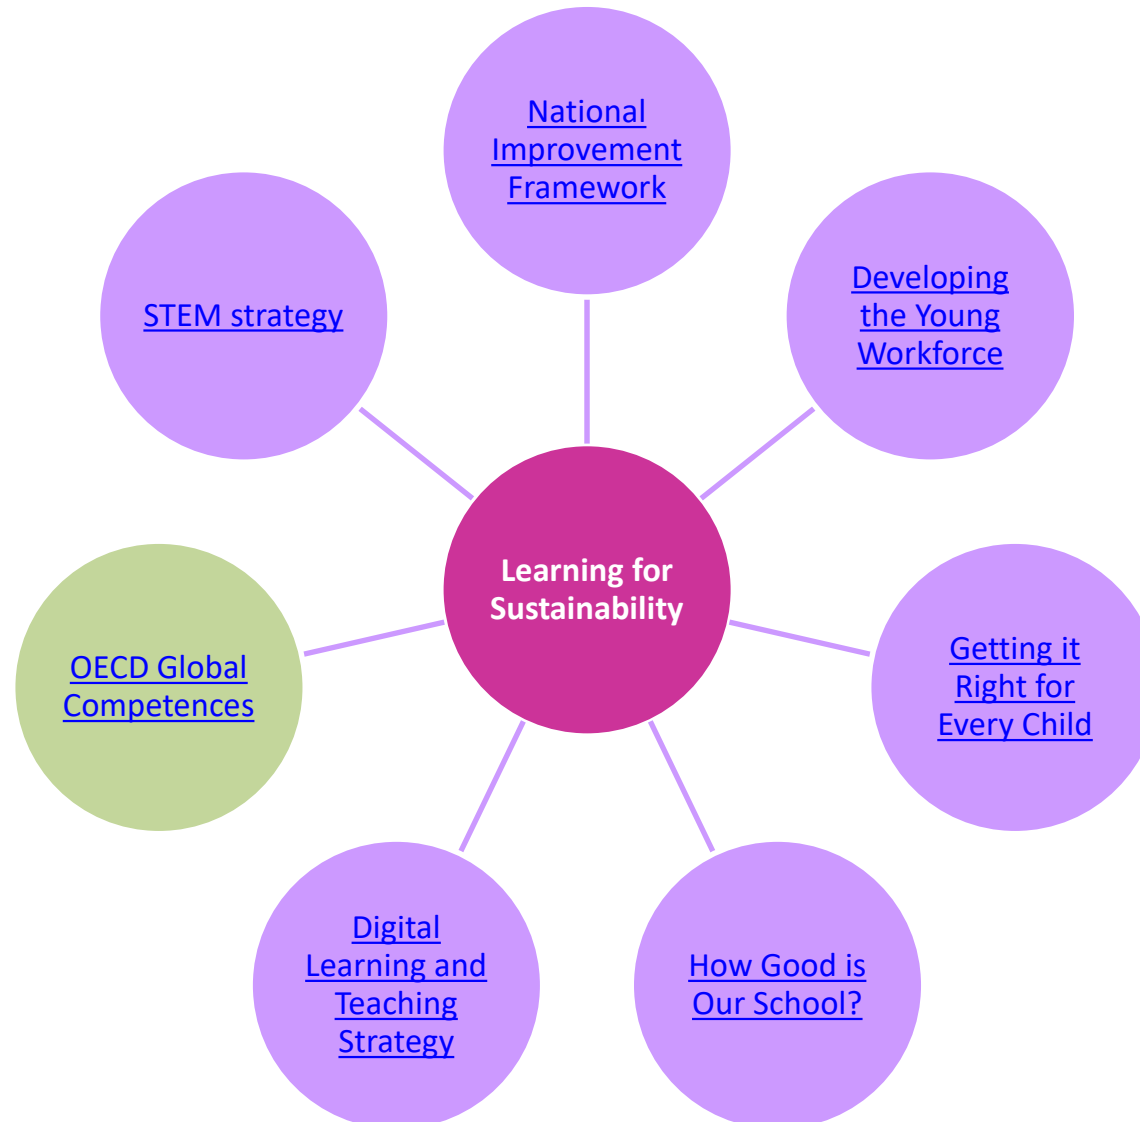 National
Improvement
Framework
Developing
the Young
Workforce
STEM strategy
Learning for
Sustainability
Getting it
Right for
Every Child
OECD Global
Competences
Digital
Learning and
Teaching
Strategy
How Good is
Our School?